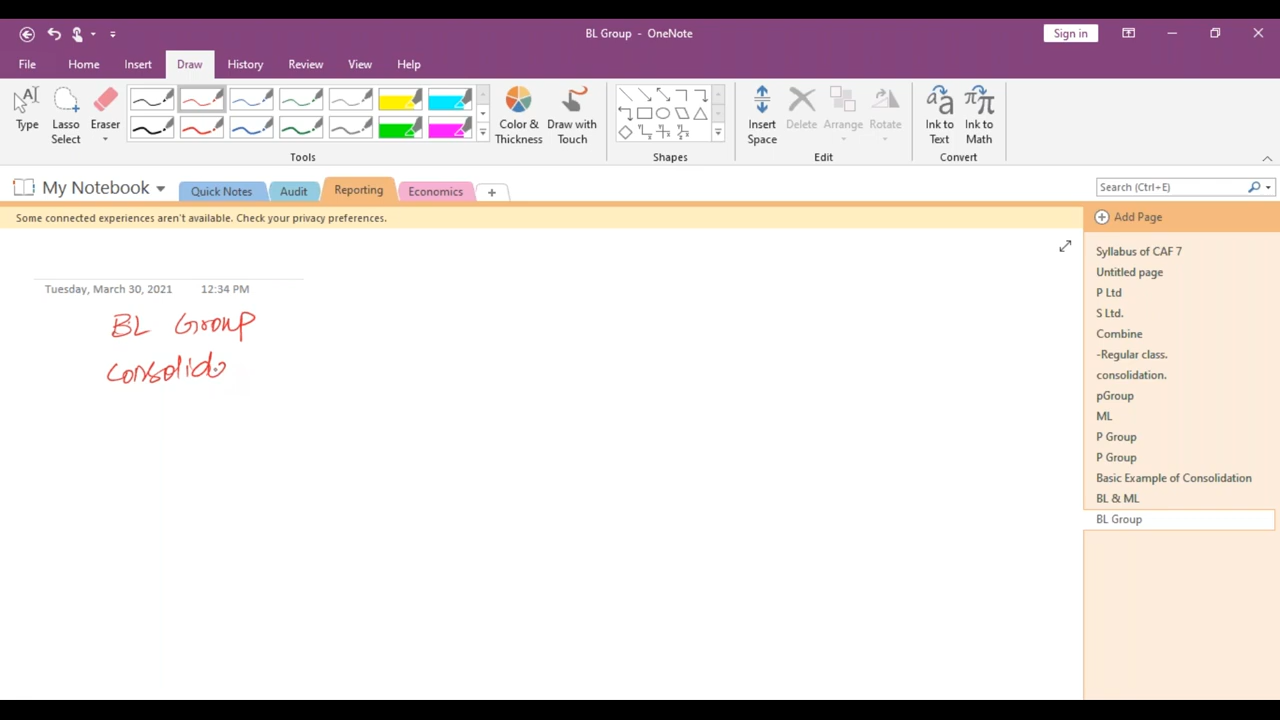 BL Group - OneNote
Sign in
File Home Insert Draw History Review View Help
Type
Lasso Select
Eraser
Color & Thickness
Draw with Touch
Insert Space
Delete
Arrange
Rotate
Ink to Text
Ink to Math
Tools
Shapes
Edit
Convert
My Notebook
Quick Notes
Audit
Reporting
Economics
Search (Ctrl+E)
Some connected experiences aren't available. Check your privacy preferences.
Add Page
Tuesday, March 30, 2021 12:34 PM
BL Group
consolida
Syllabus of CAF 7
Untitled page
P Ltd
S Ltd.
Combine
-Regular class.
consolidation.
pGroup
ML
P Group
P Group
Basic Example of Consolidation
BL & ML
BL Group